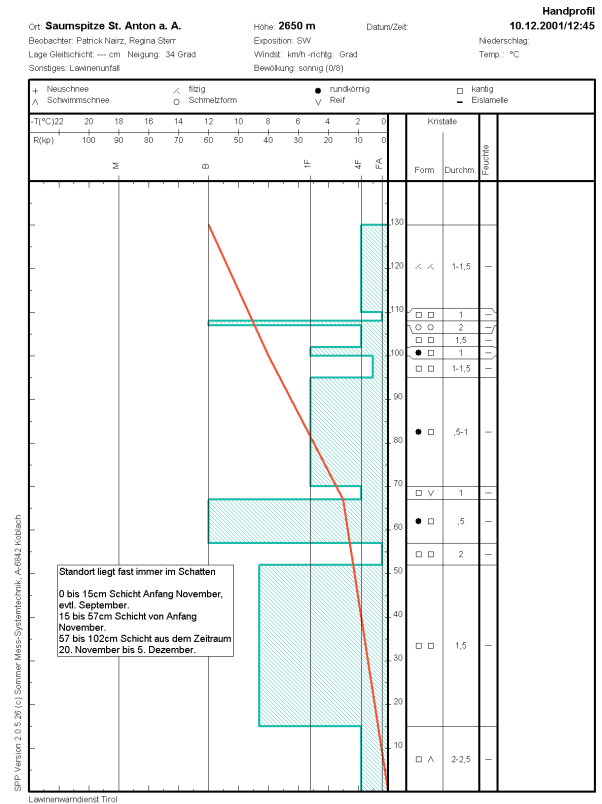 Handprofil
Ort: Saumspitze St. Anton a. A. Höhe: 2650 m Datum/Zeit: 10.12.2001/12:45
Beobachter: Patrick Nairz, Regina Sterr Exposition: SW Niederschlag:
Lage Gleitschicht: --- cm Neigung: 34 Grad Windst: km/h -richtg: Grad Temp.: °C
Sonstiges: Lawinenunfall Bewölkung: sonnig (0/8)
+ Neuschnee filzig rundkörnig kantig
Schwimmschnee Schmelzform Reif Eislamelle
-T(°C)22 20 18 16 14 12 10 8 6 4 2 0 Kristalle
R(kp) 100 90 80 70 60 50 40 30 20 10 0
M B 1F 4F FA Form Durchm. Feuchte
130
120 1-1,5 —
110
1 —
2 —
1,5 —
100 1 —
1-1,5 —
90
,5-1 —
80
70
1 —
60 ,5 —
2 —
50
Standort liegt fast immer im Schatten
0 bis 15cm Schicht Anfang November,
evtl. September.
15 bis 57cm Schicht von Anfang
November.
57 bis 102cm Schicht aus dem Zeitraum
20. November bis 5. Dezember.
40
1,5 —
30
20
10
2-2,5 —
SPP Version 2.0.5.26 (c) Sommer Mess-Systemtechnik, A-6842 Koblach
Lawinenwarndienst Tirol